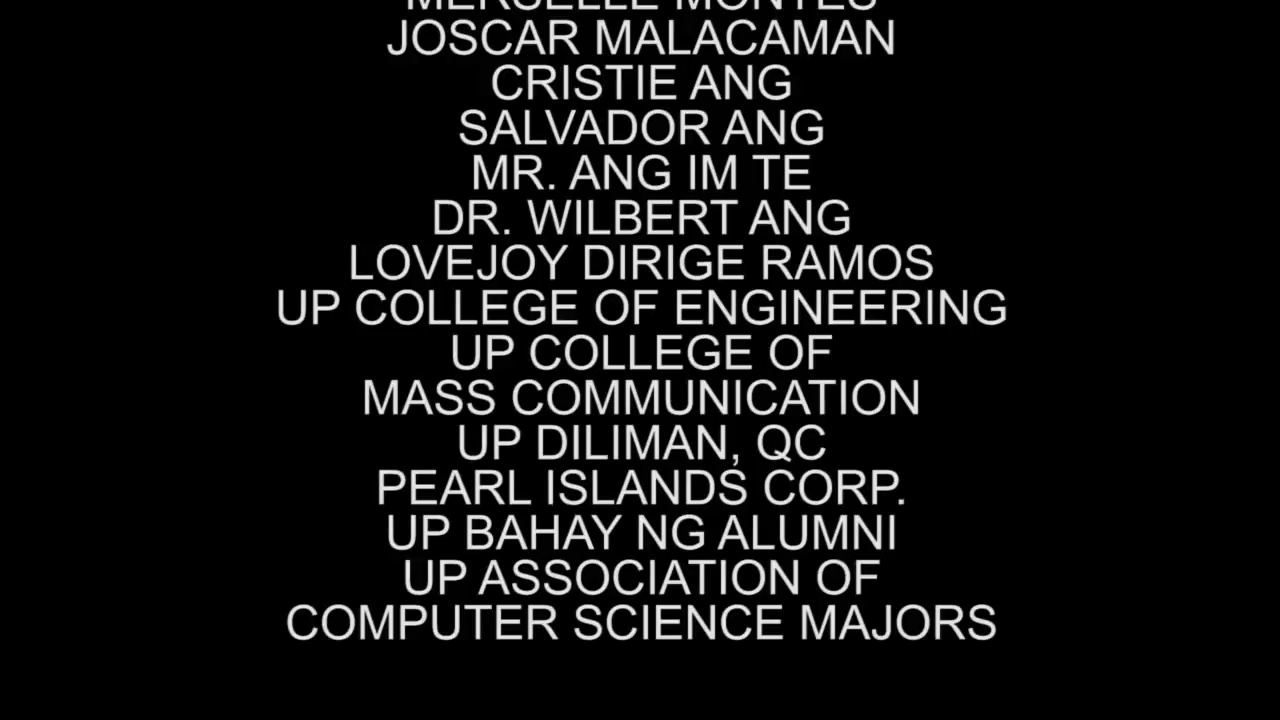 MERSELLE MONTES
JOSCAR MALACAMAN
CRISTIE ANG
SALVADOR ANG
MR. ANG IM TE
DR. WILBERT ANG
LOVEJOY DIRIGE RAMOS
UP COLLEGE OF ENGINEERING
UP COLLEGE OF
MASS COMMUNICATION
UP DILIMAN, QC
PEARL ISLANDS CORP.
UP BAHAY NG ALUMNI
UP ASSOCIATION OF
COMPUTER SCIENCE MAJORS